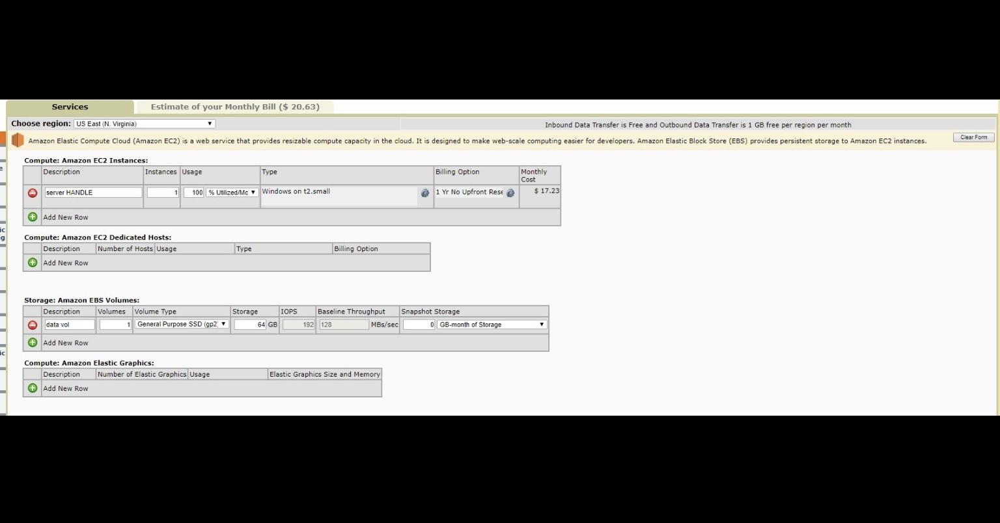 Services Estimate of your Monthly Bill ($ 20.63)
Choose region: US East (N. Virginia) Inbound Data Transfer is Free and Outbound Data Transfer is 1 GB free per region per month
Amazon Elastic Compute Cloud (Amazon EC2) is a web service that provides resizable compute capacity in the cloud. It is designed to make web-scale computing easier for developers. Amazon Elastic Block Store (EBS) provides persistent storage to Amazon EC2 instances. Clear Form
Compute: Amazon EC2 Instances:
Description Instances Usage Type Billing Option Monthly
Cost
server HANDLE 1 100 % Utilized/Mc Windows on t2.small 1 Yr No Upfront Rese $ 17.23
Add New Row
Compute: Amazon EC2 Dedicated Hosts:
Description Number of Hosts Usage Type Billing Option
Add New Row
Storage: Amazon EBS Volumes:
Description Volumes Volume Type Storage IOPS Baseline Throughput Snapshot Storage
data vol 1 General Purpose SSD (gp2) 64 GB 192 128 MBs/sec 0 GB-month of Storage
Add New Row
Compute: Amazon Elastic Graphics:
Description Number of Elastic Graphics Usage Elastic Graphics Size and Memory
Add New Row